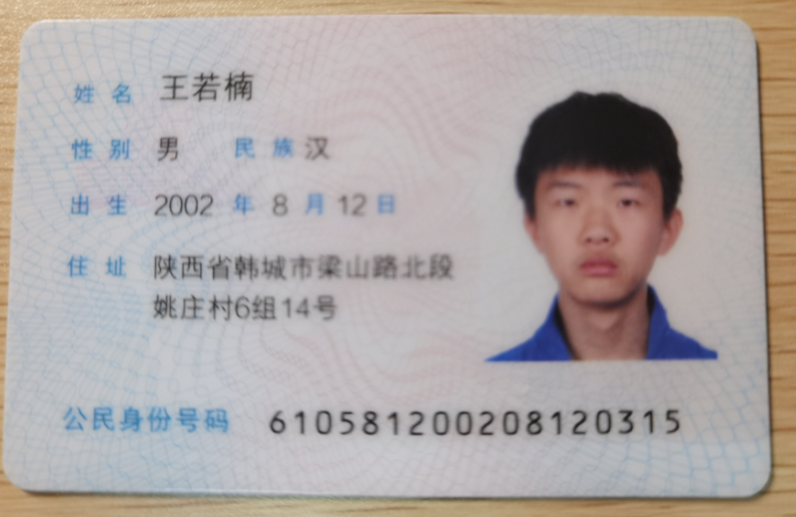 姓名 王若楠
性别 男 民族 汉
出生 2002 年 8 月 12 日
住址 陕西省韩城市梁山路北段
姚庄村6组14号
公民身份号码 610581200208120315